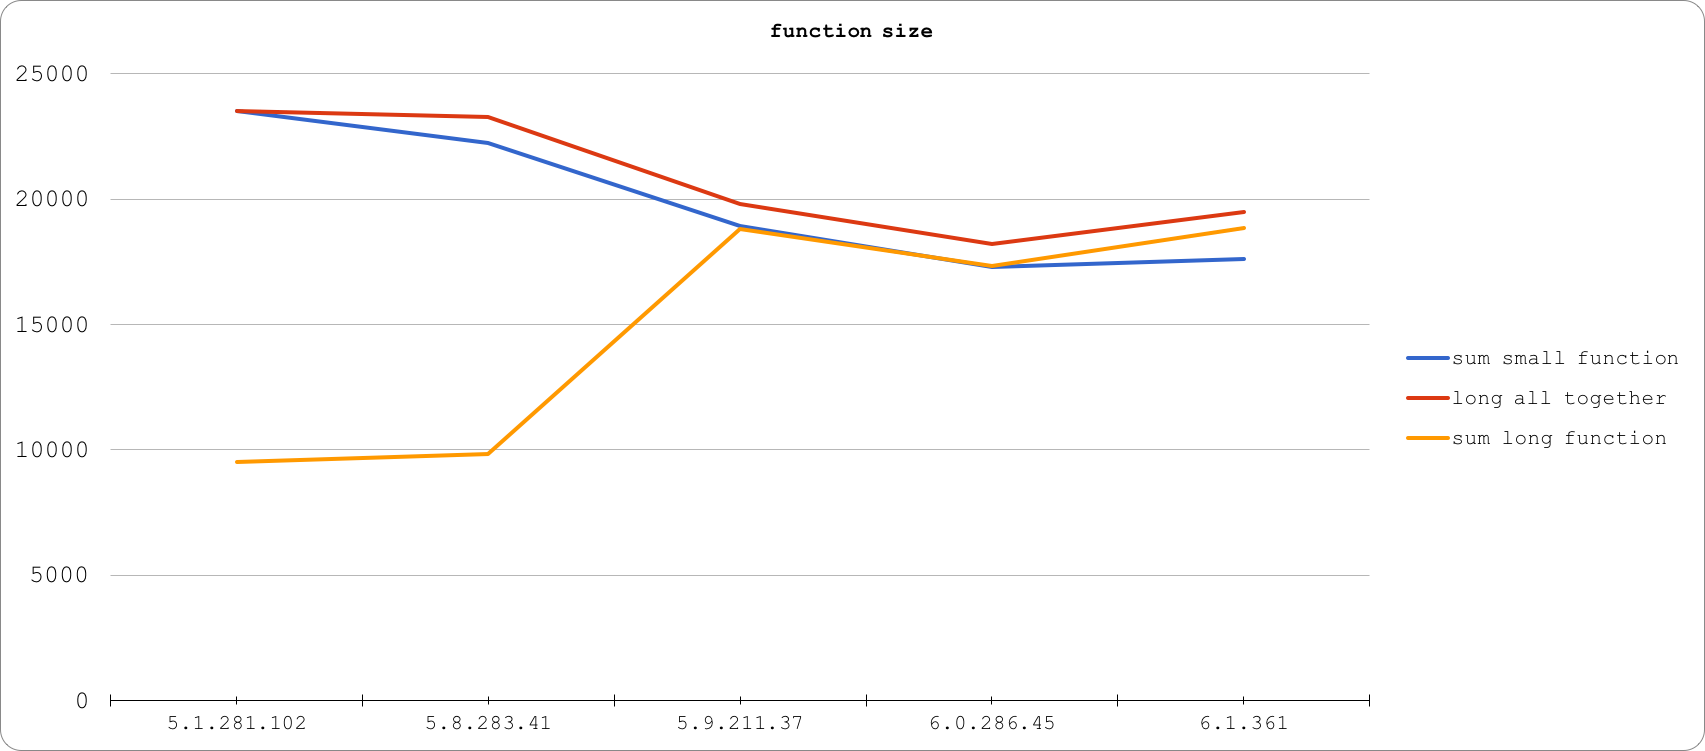 function size
25000
20000
15000
10000
5000
0
5.1.281.102
5.8.283.41
5.9.211.37
6.0.286.45
6.1.361
sum small function
long all together
sum long function